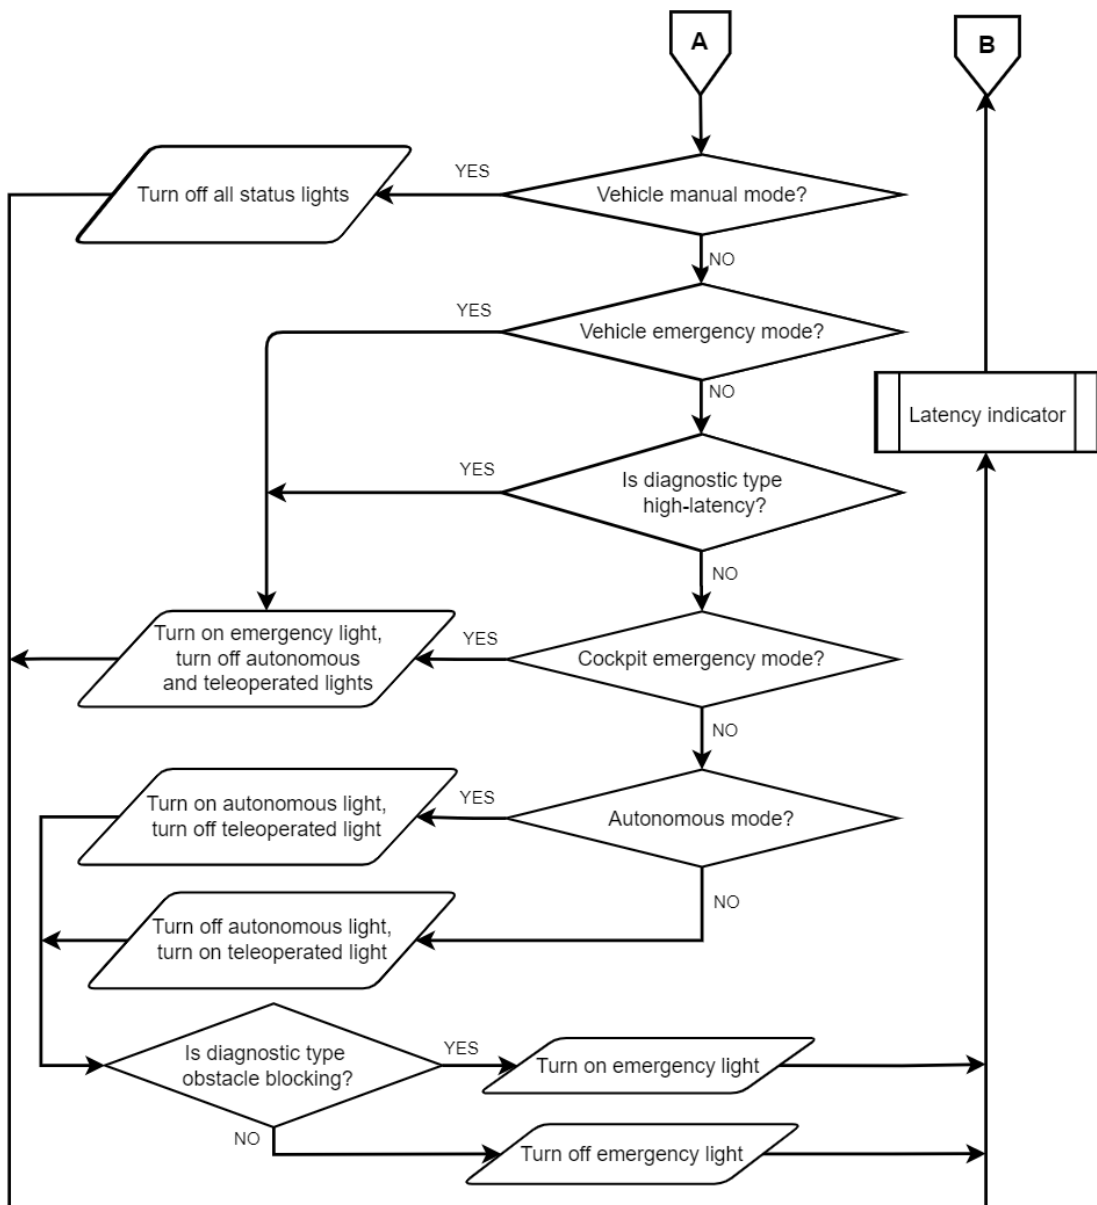 A
B
YES
Turn off all status lights
Vehicle manual mode?
NO
YES
Vehicle emergency mode?
NO
Latency indicator
YES
Is diagnostic type
high-latency?
NO
Turn on emergency light,
turn off autonomous
and teleoperated lights
YES
Cockpit emergency mode?
NO
Turn on autonomous light,
turn off teleoperated light
YES
Autonomous mode?
NO
Turn off autonomous light,
turn on teleoperated light
Is diagnostic type
obstacle blocking?
YES
Turn on emergency light
NO
Turn off emergency light